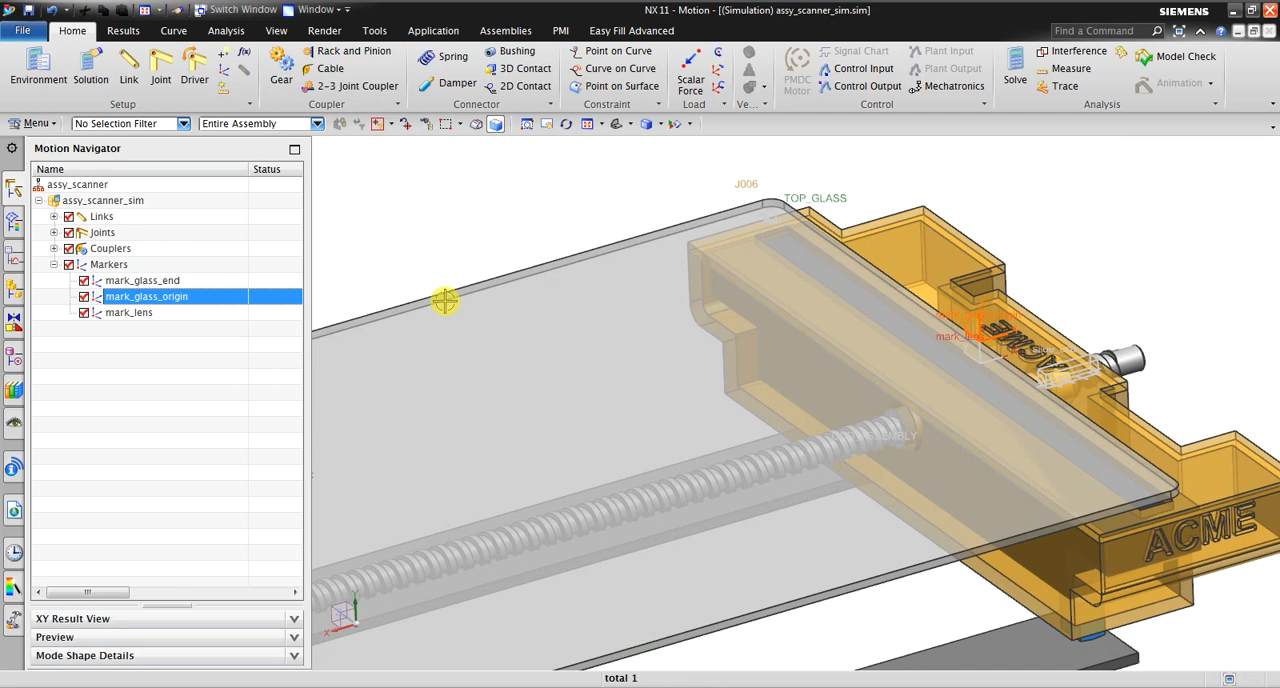 Switch Window Window
NX 11 - Motion - [(Simulation) assy_scanner_sim.sim]
SIEMENS
File Home Results Curve Analysis View Render Tools Application Assemblies PMI Easy Fill Advanced
Find a Command
Environment Solution Link Joint Driver
f(x)
Setup
Gear
Rack and Pinion
Cable
2-3 Joint Coupler
Coupler
Spring
Damper
Bushing
3D Contact
2D Contact
Connector
Point on Curve
Curve on Curve
Point on Surface
Constraint
Scalar Force
Load
Ve...
PMDC Motor
Signal Chart
Control Input
Control Output
Plant Input
Plant Output
Mechatronics
Control
Solve
Interference
Measure
Trace
Model Check
Animation
Analysis
Menu
No Selection Filter
Entire Assembly
Motion Navigator
Name Status
assy_scanner
assy_scanner_sim
Links
Joints
Couplers
Markers
mark_glass_end
mark_glass_origin
mark_lens
XY Result View
Preview
Mode Shape Details
J006
TOP_GLASS
ACME
ACME
X
Y
total 1